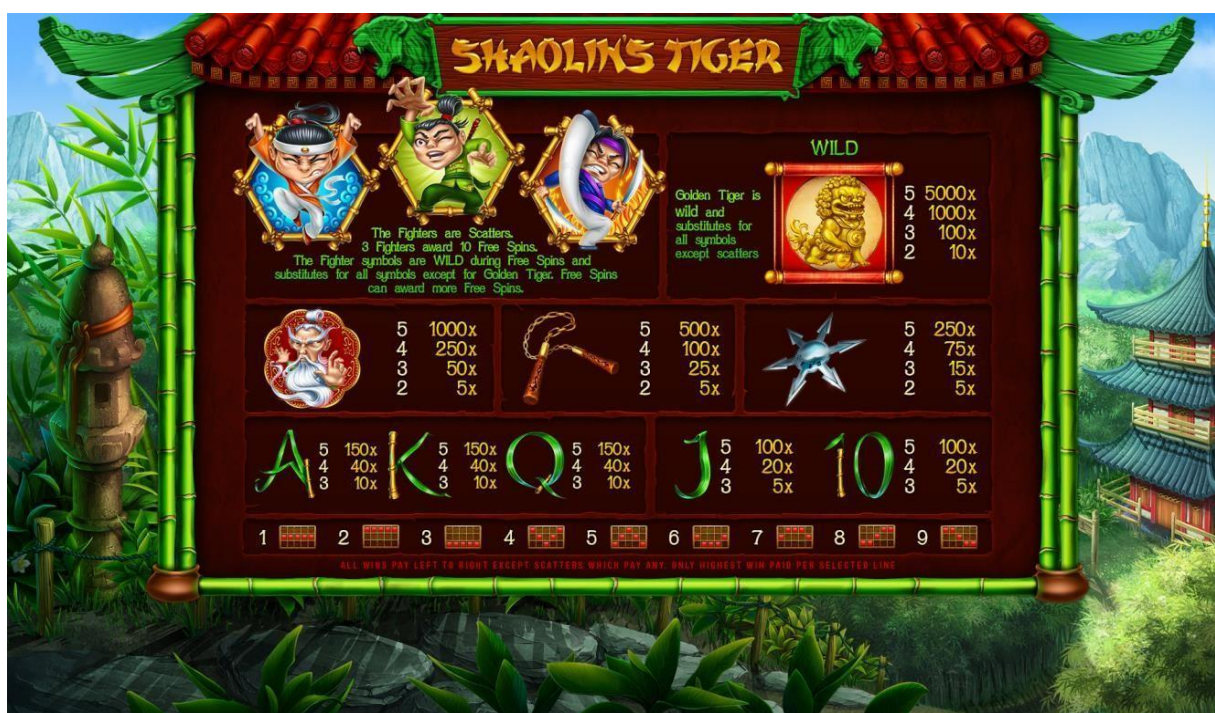 SHAOLIN'S TIGER
The Fighters are Scatters.
3 Fighters award 10 Free Spins.
The Fighter symbols are WILD during Free Spins and
substitutes for all symbols except for Golden Tiger. Free Spins
can award more Free Spins.
WILD
Golden Tiger is
wild and
substitutes for
all symbols
except scatters
5 5000x
4 1000x
3 100x
2 10x
5 1000x
4 250x
3 50x
2 5x
5 500x
4 100x
3 25x
2 5x
5 250x
4 75x
3 15x
2 5x
A
5 150x
4 40x
3 10x
K
5 150x
4 40x
3 10x
Q
5 150x
4 40x
3 10x
J
5 100x
4 20x
3 5x
10
5 100x
4 20x
3 5x
1 2 3 4 5 6 7 8 9
ALL WINS PAY LEFT TO RIGHT EXCEPT SCATTERS WHICH PAY ANY. ONLY HIGHEST WIN PAID PER SELECTED LINE